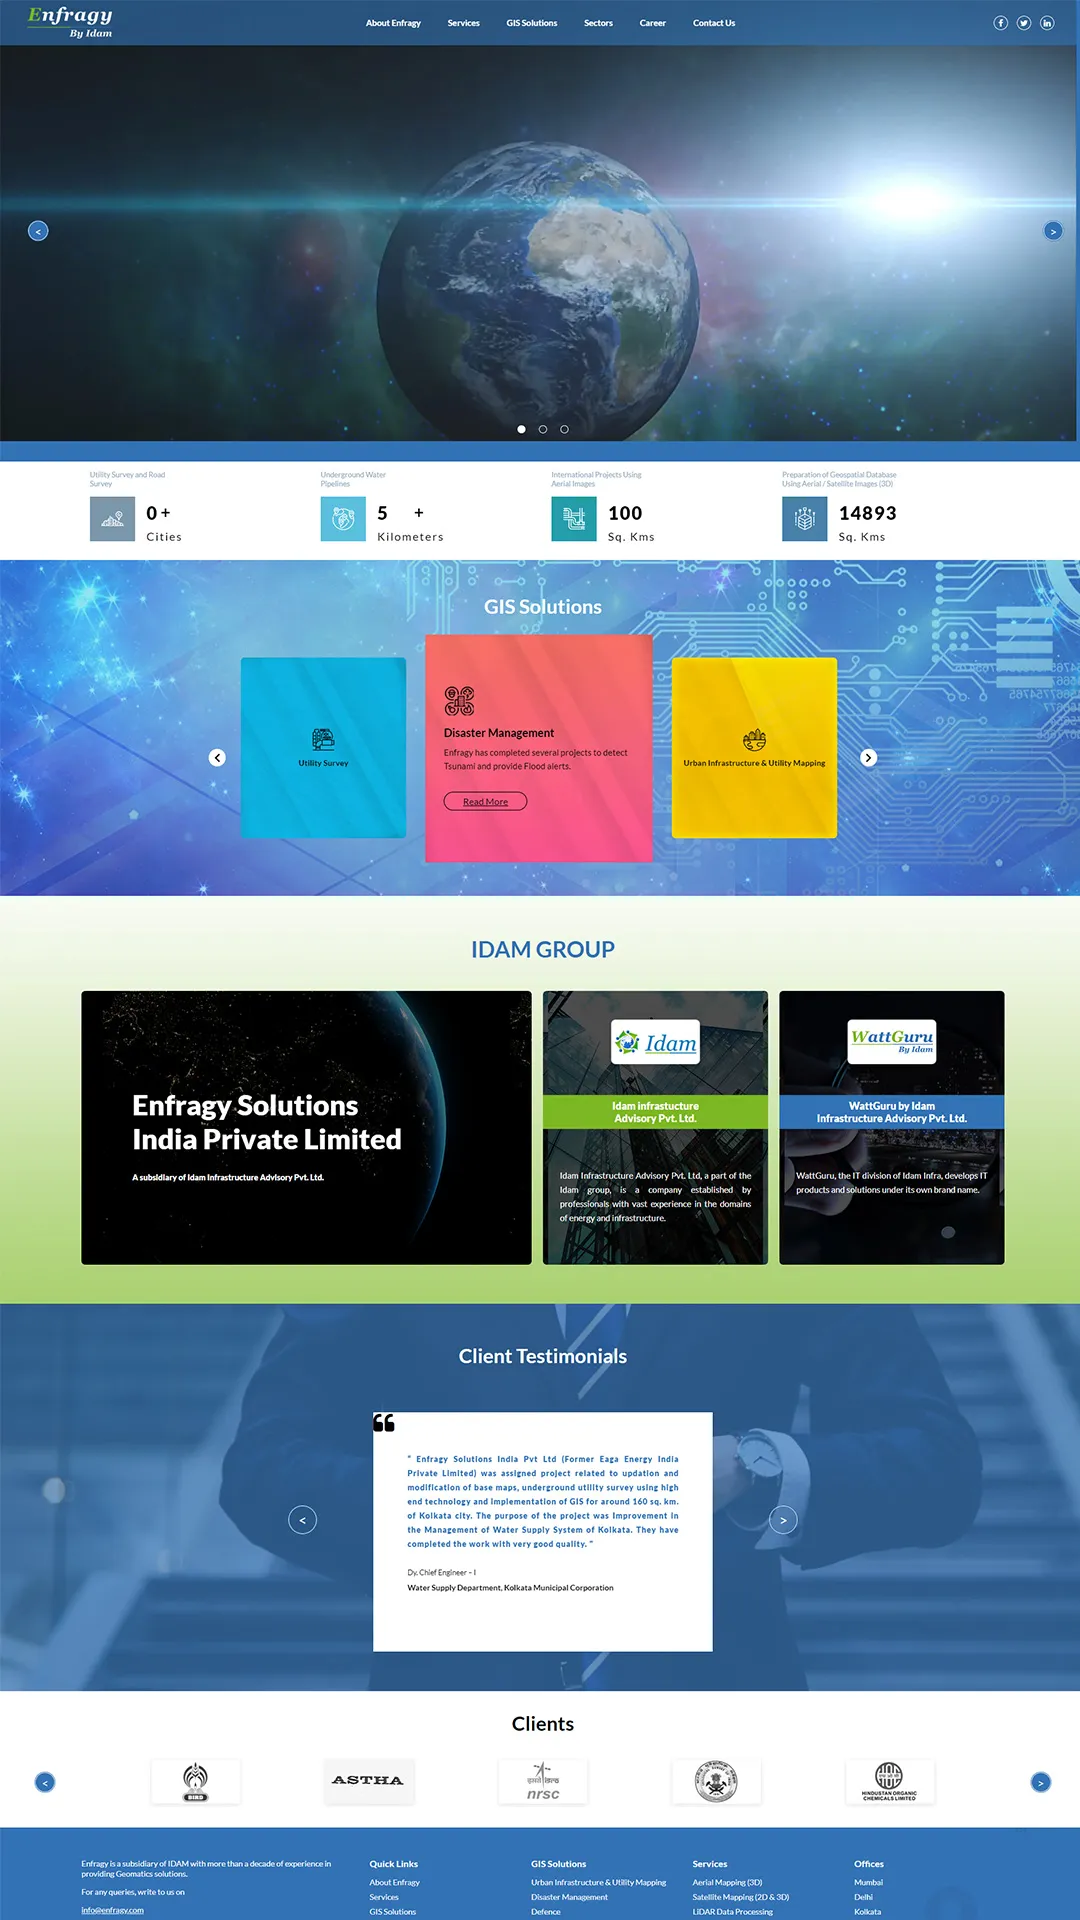 Enfragy
By Idam
About Enfragy
Services
GIS Solutions
Sectors
Career
Contact Us
<
>
Utility Survey and Road
Survey
0 +
Cities
Underground Water
Pipelines
5 +
Kilometers
International Projects Using
Aerial Images
100
Sq. Kms
Preparation of Geospatial Database
Using Aerial / Satellite Images (3D)
14893
Sq. Kms
GIS Solutions
Utility Survey
Disaster Management
Enfragy has completed several projects to detect
Tsunami and provide Flood alerts.
Read More
Urban Infrastructure & Utility Mapping
IDAM GROUP
Enfragy Solutions
India Private Limited
A subsidiary of Idam Infrastructure Advisory Pvt. Ltd.
Idam
Idam infrastucture
Advisory Pvt. Ltd.
Idam Infrastructure Advisory Pvt. Ltd, a part of the
Idam group, is a company established by
professionals with vast experience in the domains
of energy and infrastructure.
WattGuru
By Idam
WattGuru by Idam
Infrastructure Advisory Pvt. Ltd.
WattGuru, the IT division of Idam Infra, develops IT
products and solutions under its own brand name.
Client Testimonials
" Enfragy Solutions India Pvt Ltd (Former Eaga Energy India
Private Limited) was assigned project related to updation and
modification of base maps, underground utility survey using high
end technology and implementation of GIS for around 160 sq. km.
of Kolkata city. The purpose of the project was improvement in
the Management of Water Supply System of Kolkata. They have
completed the work with very good quality. "
Dy. Chief Engineer - I
Water Supply Department, Kolkata Municipal Corporation
<
>
Clients
<
BIRD
ASTHA
nrsc
HINDUSTAN ORGANIC
CHEMICALS LIMITED
>
Enfragy is a subsidiary of IDAM with more than a decade of experience in
providing Geomatics solutions.
For any queries, write to us on
info@enfragy.com
Quick Links
About Enfragy
Services
GIS Solutions
GIS Solutions
Urban Infrastructure & Utility Mapping
Disaster Management
Defence
Services
Aerial Mapping (3D)
Satellite Mapping (2D & 3D)
LiDAR Data Processing
Offices
Mumbai
Delhi
Kolkata